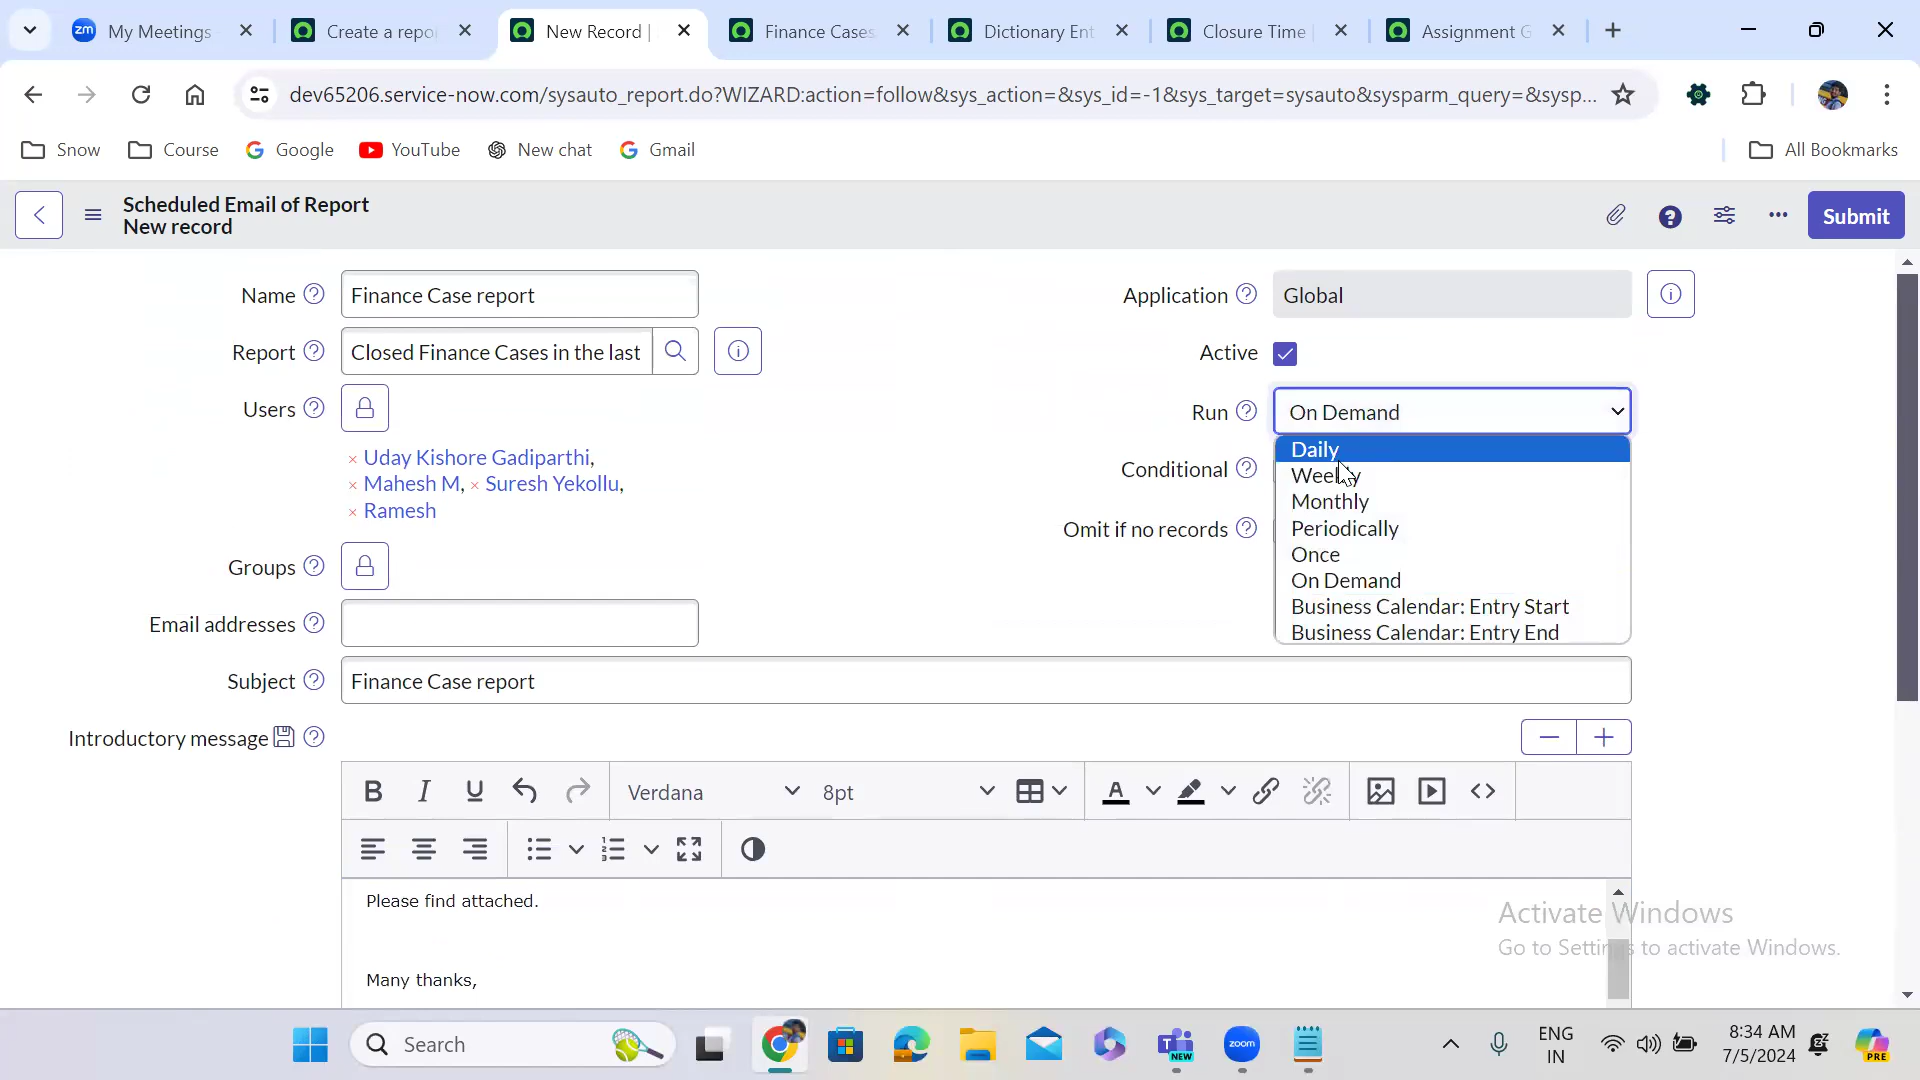 My Meetings
Create a repo
New Record |
Finance Cases
Dictionary Ent
Closure Time |
Assignment G
dev65206.service-now.com/sysauto_report.do?WIZARD:action=follow&sys_action=&sys_id=-1&sys_target=sysauto&sysparm_query=&sysp...
Snow
Course
Google
YouTube
New chat
Gmail
All Bookmarks
Scheduled Email of Report
New record
Submit
Name
Finance Case report
Application
Global
Report
Closed Finance Cases in the last
Active
Users
Run
On Demand
Uday Kishore Gadiparthi,
Mahesh M, × Suresh Yekollu,
Ramesh
Conditional
Omit if no records
Daily
Weekly
Monthly
Periodically
Once
On Demand
Business Calendar: Entry Start
Business Calendar: Entry End
Groups
Email addresses
Subject
Finance Case report
Introductory message
Verdana
8pt
Please find attached.
Many thanks,
Activate Windows
Go to Settings to activate Windows.
Search
ENG
IN
8:34 AM
7/5/2024